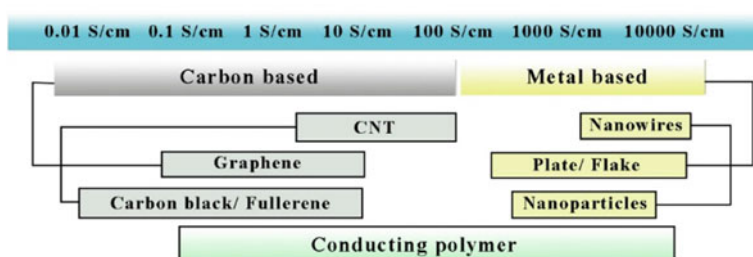 0.01 S/cm 0.1 S/cm 1 S/cm 10 S/cm 100 S/cm 1000 S/cm 10000 S/cm
Carbon based Metal based
CNT Nanowires
Graphene Plate/ Flake
Carbon black/ Fullerene Nanoparticles
Conducting polymer